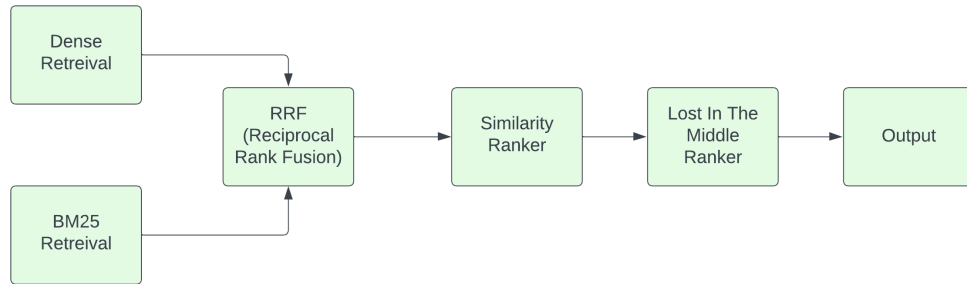 Dense
Retreival
RRF
(Reciprocal
Rank Fusion)
Similarity
Ranker
Lost In The
Middle
Ranker
Output
BM25
Retreival